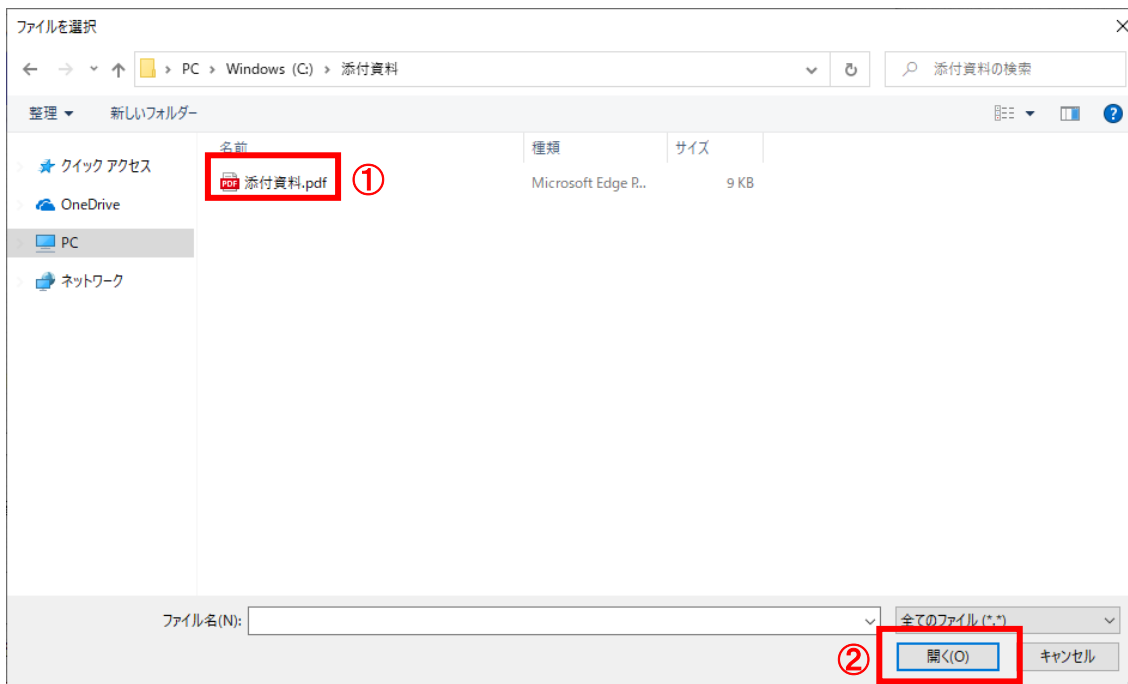 ファイルを選択
PC › Windows (C:) › 添付資料
添付資料の検索
整理 新しいフォルダー
名前 種類 サイズ
クイック アクセス
PDF 添付資料.pdf ① Microsoft Edge P... 9 KB
OneDrive
PC
ネットワーク
ファイル名(N):
全てのファイル (*.*)
② 開く(O) キャンセル